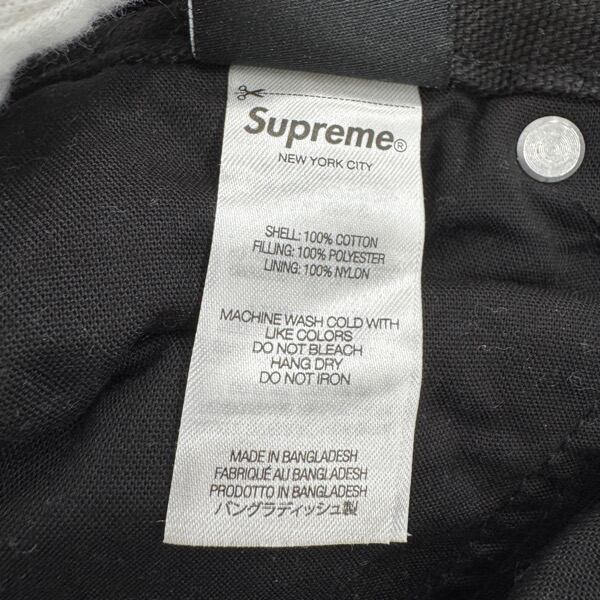 Supreme®
NEW YORK CITY
SHELL: 100% COTTON
FILLING: 100% POLYESTER
LINING: 100% NYLON
MACHINE WASH COLD WITH
LIKE COLORS
DO NOT BLEACH
HANG DRY
DO NOT IRON
MADE IN BANGLADESH
FABRIQUÉ AU BANGLADESH
PRODOTTO IN BANGLADESH
バングラディッシュ製